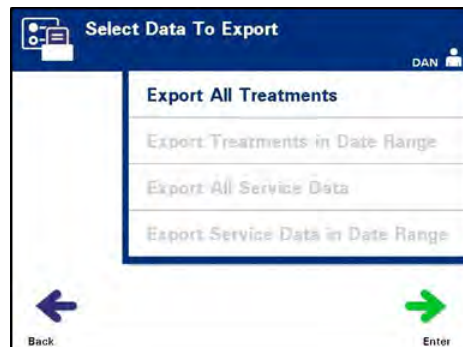 Select Data To Export
DAN
Export All Treatments
Export Treatments in Date Range
Export All Service Data
Export Service Data in Date Range
Back
Enter